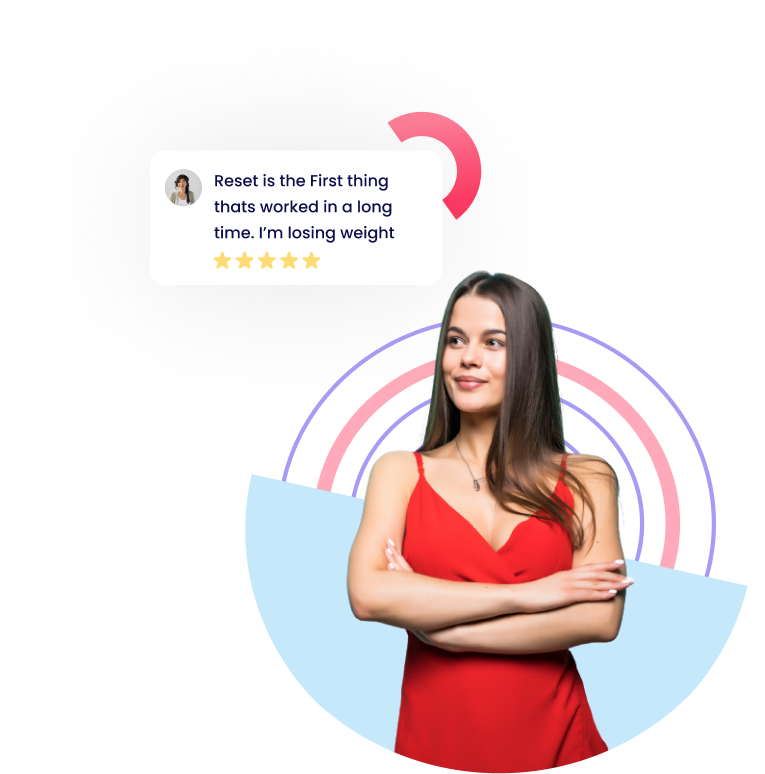 Reset is the First thing
thats worked in a long
time. I’m losing weight